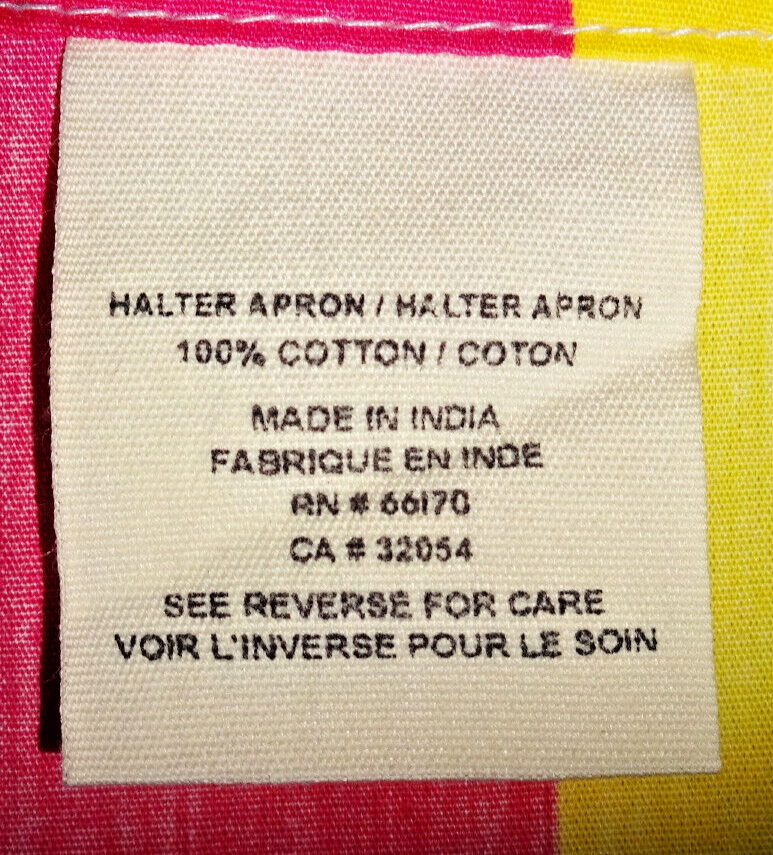 HALTER APRON / HALTER APRON
100% COTTON / COTON
MADE IN INDIA
FABRIQUE EN INDE
RN # 66170
CA # 32054
SEE REVERSE FOR CARE
VOIR L'INVERSE POUR LE SOIN